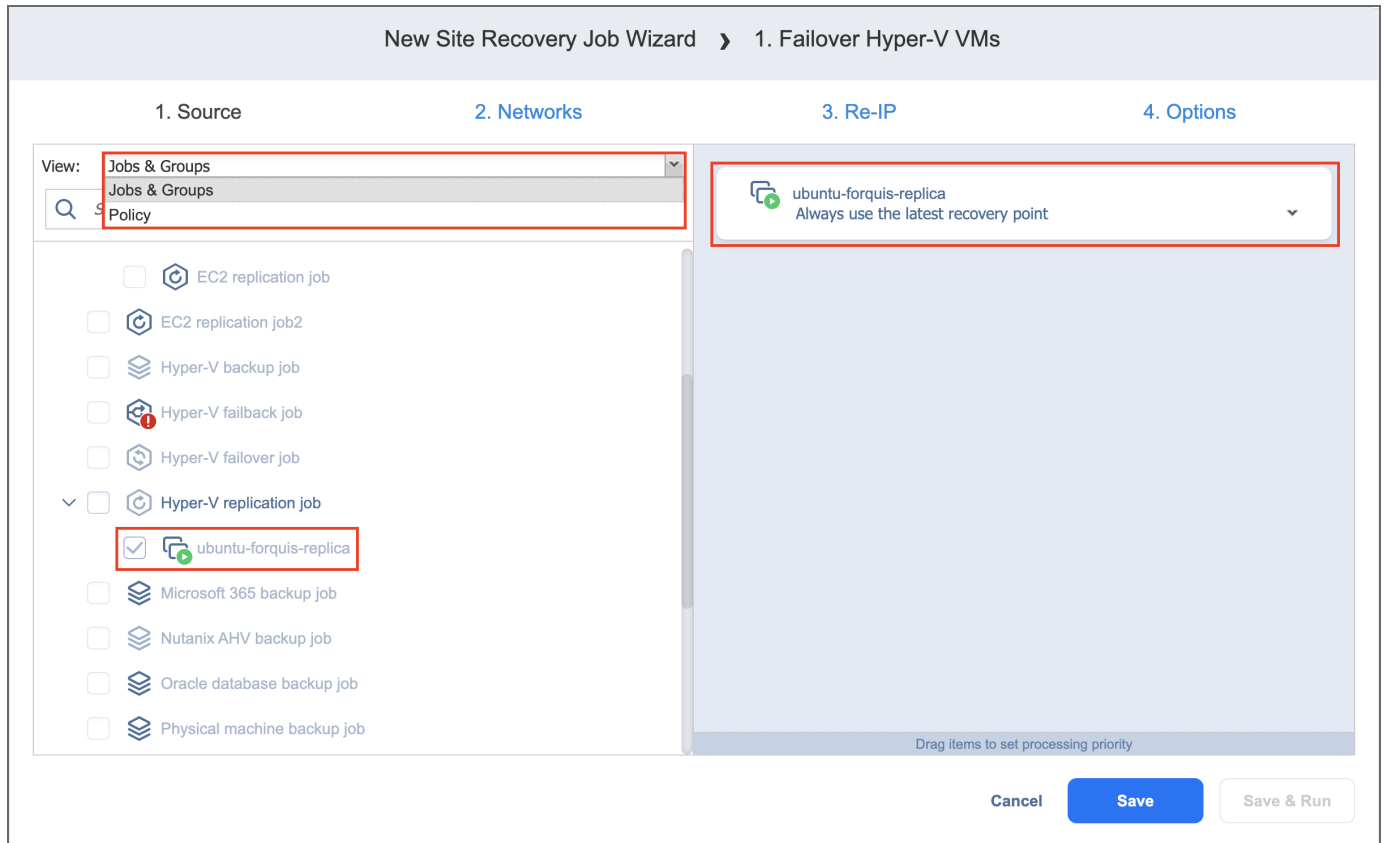 New Site Recovery Job Wizard ❯ 1. Failover Hyper-V VMs
1. Source
2. Networks
3. Re-IP
4. Options
View:
Jobs & Groups
Jobs & Groups
Policy
EC2 replication job
EC2 replication job2
Hyper-V backup job
Hyper-V failback job
Hyper-V failover job
Hyper-V replication job
ubuntu-forquis-replica
Microsoft 365 backup job
Nutanix AHV backup job
Oracle database backup job
Physical machine backup job
ubuntu-forquis-replica
Always use the latest recovery point
Drag items to set processing priority
Cancel
Save
Save & Run